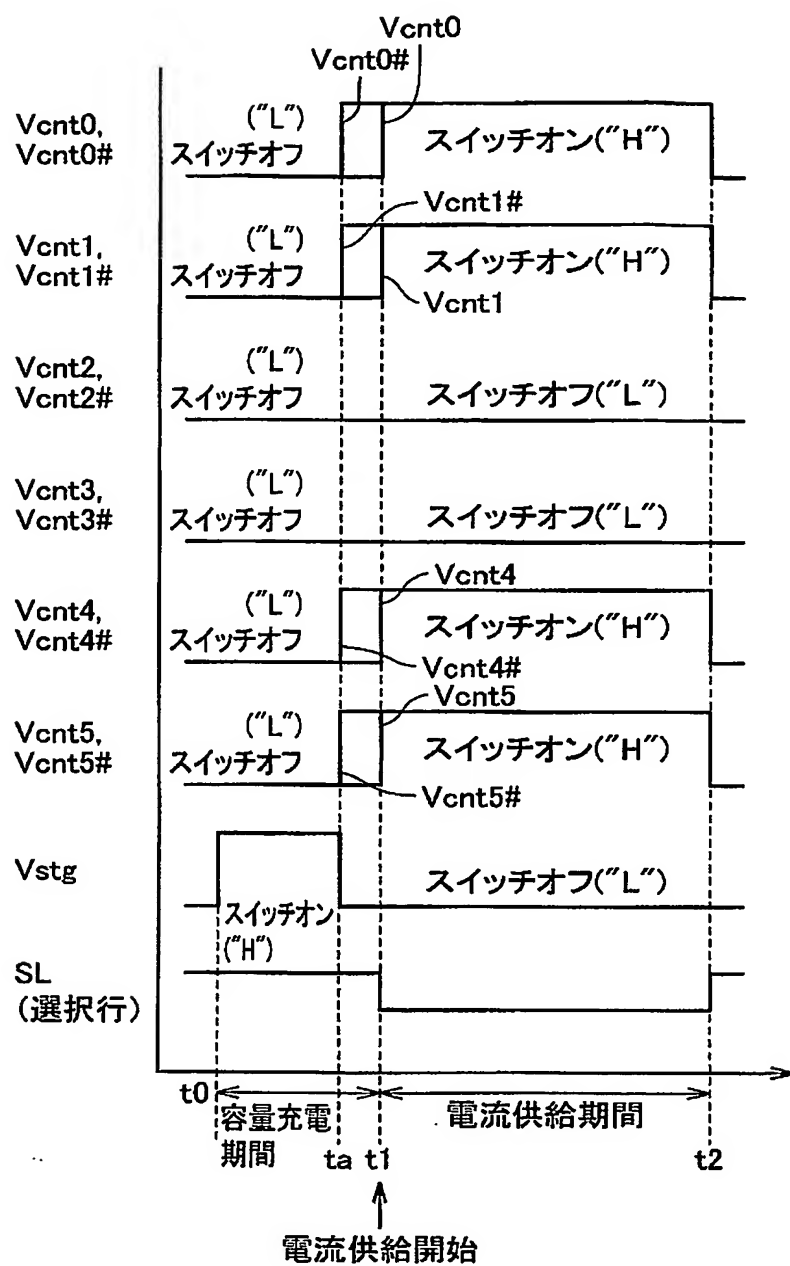 Vcnt0
Vcnt0#
Vcnt0,
Vcnt0#
("L")
スイッチオフ
スイッチオン("H")
Vcnt1#
Vcnt1,
Vcnt1#
("L")
スイッチオフ
スイッチオン("H")
Vcnt1
Vcnt2,
Vcnt2#
("L")
スイッチオフ
スイッチオフ("L")
Vcnt3,
Vcnt3#
("L")
スイッチオフ
スイッチオフ("L")
Vcnt4
Vcnt4,
Vcnt4#
("L")
スイッチオフ
スイッチオン("H")
Vcnt4#
Vcnt5
Vcnt5,
Vcnt5#
("L")
スイッチオフ
スイッチオン("H")
Vcnt5#
Vstg
スイッチオフ("L")
スイッチオン
("H")
SL
(選択行)
t0
容量充電
期間
電流供給期間
ta
t1
t2
電流供給開始